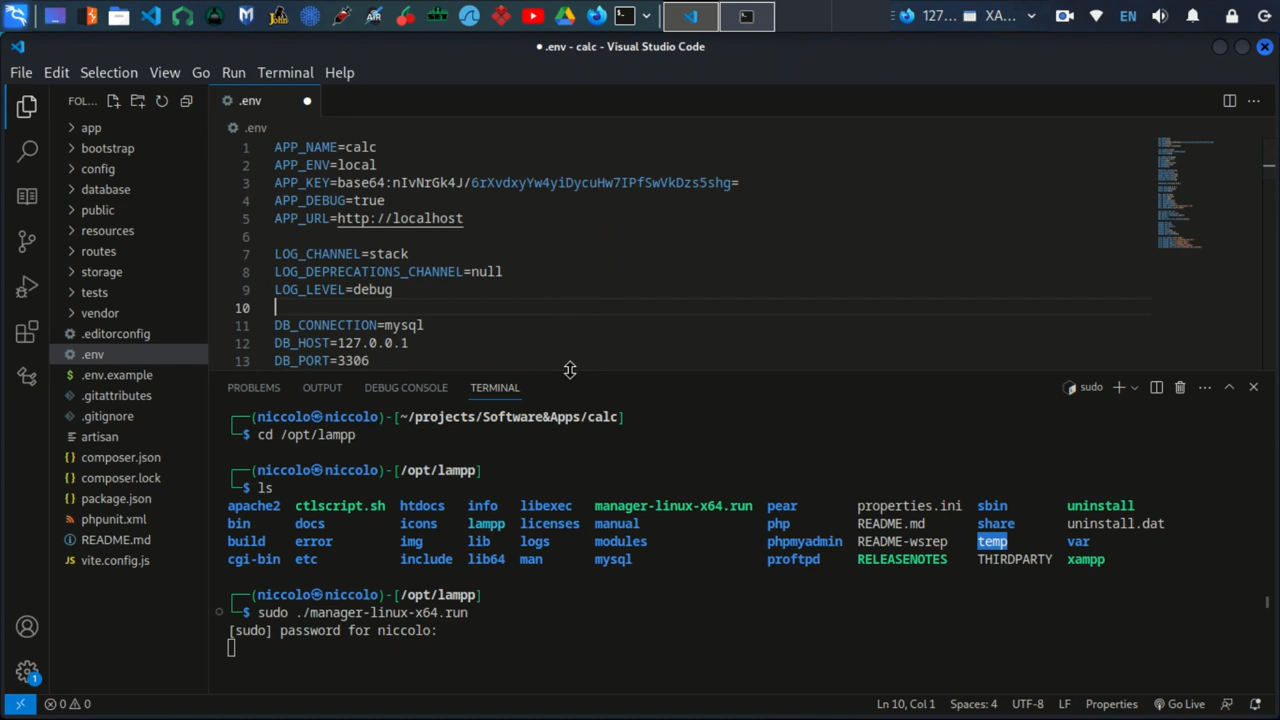 127...
XA...
EN
● .env - calc - Visual Studio Code
File Edit Selection View Go Run Terminal Help
FOL...
.env ●
.env
app
bootstrap
config
database
public
resources
routes
storage
tests
vendor
.editorconfig
.env
.env.example
.gitattributes
.gitignore
artisan
composer.json
composer.lock
package.json
phpunit.xml
README.md
vite.config.js
1 APP_NAME=calc
2 APP_ENV=local
3 APP_KEY=base64:nIvNrGk4J/6rXvdxyYw4yiDycuHw7IPfSwVkDzs5shg=
4 APP_DEBUG=true
5 APP_URL=http://localhost
6
7 LOG_CHANNEL=stack
8 LOG_DEPRECATIONS_CHANNEL=null
9 LOG_LEVEL=debug
10
11 DB_CONNECTION=mysql
12 DB_HOST=127.0.0.1
13 DB_PORT=3306
PROBLEMS OUTPUT DEBUG CONSOLE TERMINAL
sudo
┌──(niccolo㉿niccolo)-[~/projects/Software&Apps/calc]
└─$ cd /opt/lampp
┌──(niccolo㉿niccolo)-[/opt/lampp]
└─$ ls
apache2 ctlscript.sh htdocs info libexec manager-linux-x64.run pear properties.ini sbin uninstall
bin docs icons lampp licenses manual php README.md share uninstall.dat
build error img lib logs modules phpmyadmin README-wsrep temp var
cgi-bin etc include lib64 man mysql proftpd RELEASENOTES THIRDPARTY xampp
┌──(niccolo㉿niccolo)-[/opt/lampp]
└─$ sudo ./manager-linux-x64.run
[sudo] password for niccolo:
1
0 0
Ln 10, Col 1 Spaces: 4 UTF-8 LF Properties Go Live